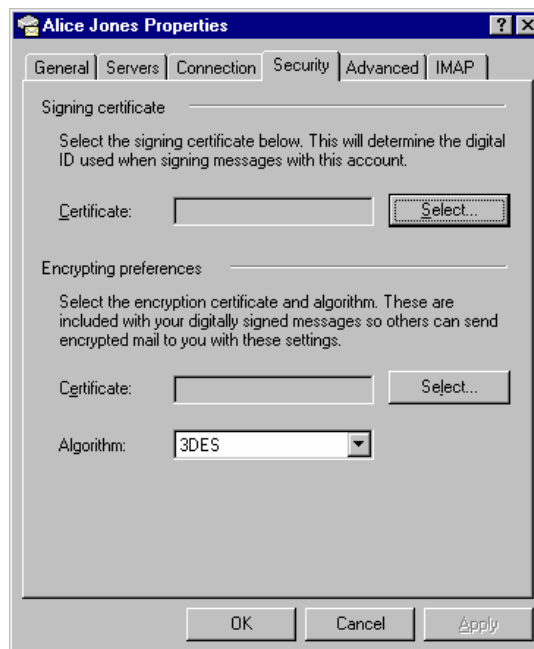 Alice Jones Properties
General Servers Connection Security Advanced IMAP
Signing certificate
Select the signing certificate below. This will determine the digital
ID used when signing messages with this account.
Certificate: Select...
Encrypting preferences
Select the encryption certificate and algorithm. These are
included with your digitally signed messages so others can send
encrypted mail to you with these settings.
Certificate: Select...
Algorithm: 3DES
OK Cancel Apply